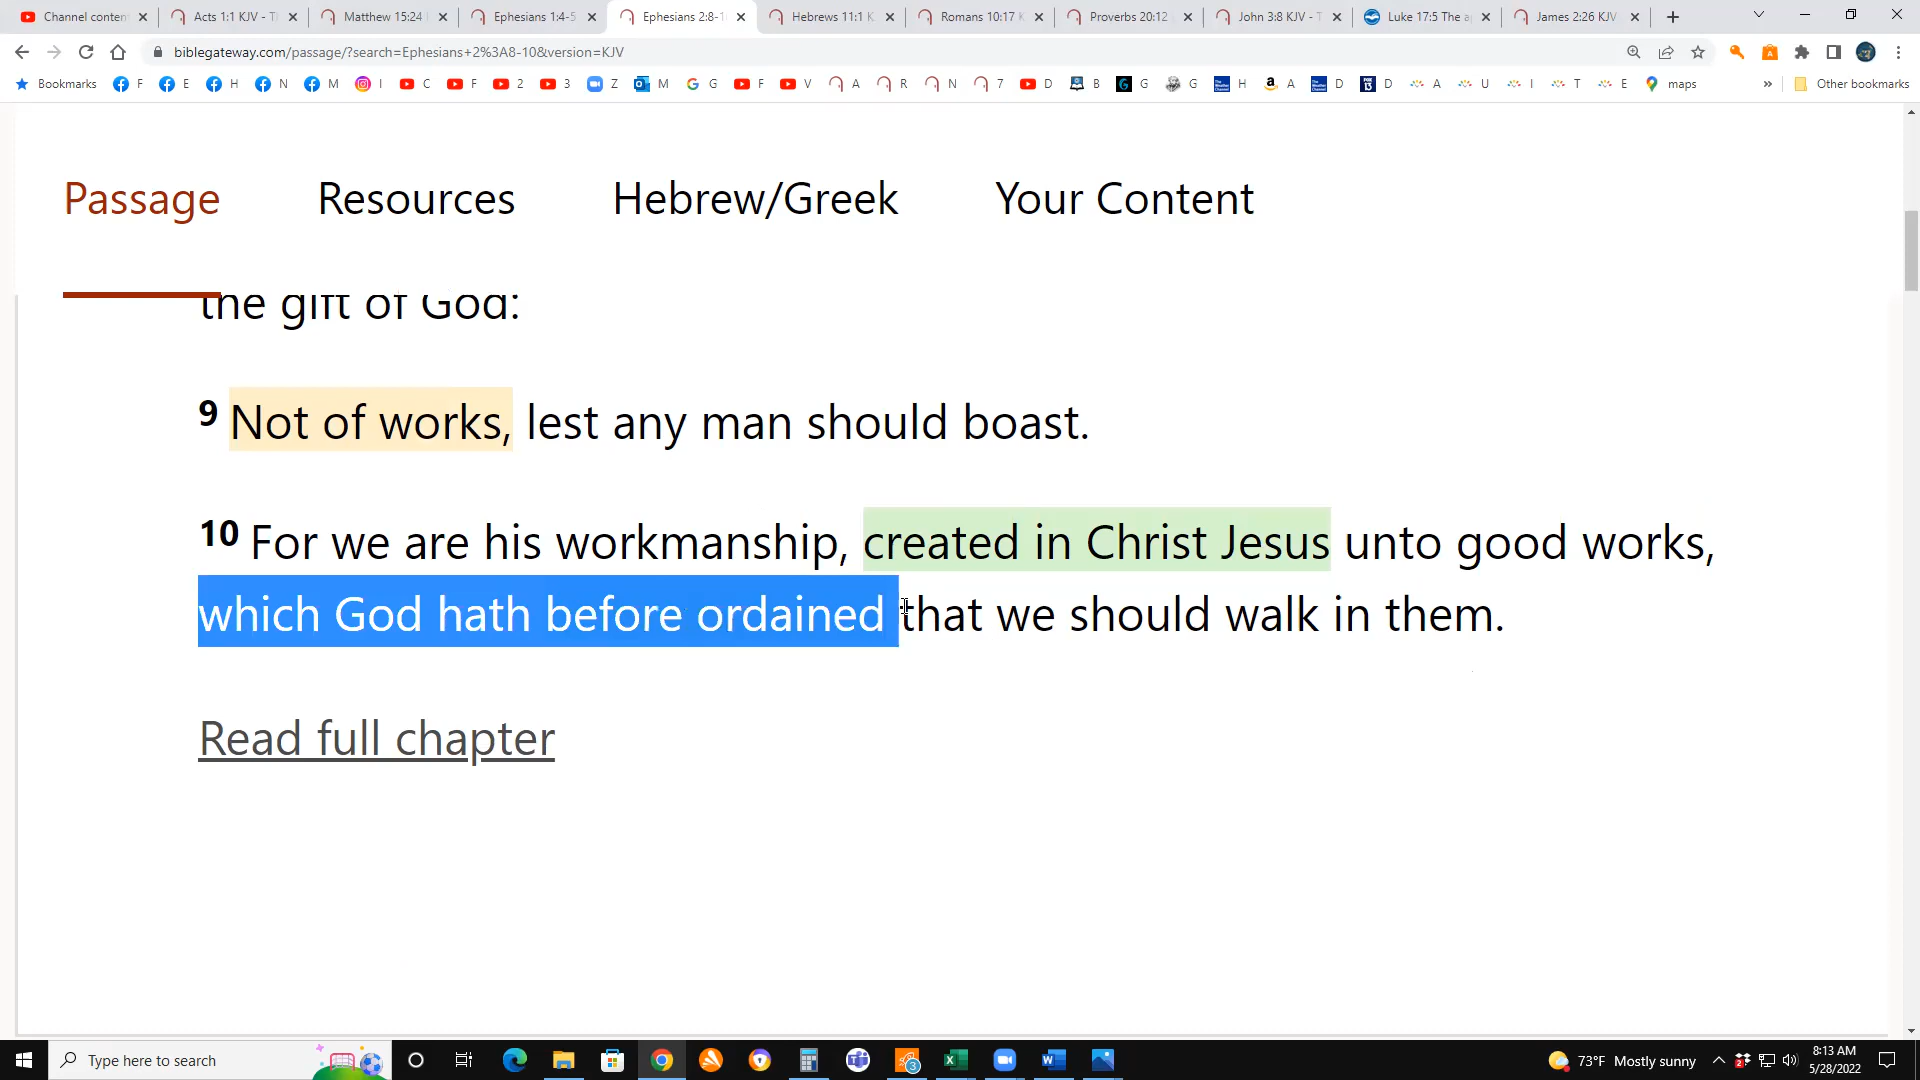 Channel conten
Acts 1:1 KJV - T
Matthew 15:24
Ephesians 1:4-5
Ephesians 2:8-1
Hebrews 11:1 K
Romans 10:17 K
Proverbs 20:12
John 3:8 KJV - T
Luke 17:5 The a
James 2:26 KJV
biblegateway.com/passage/?search=Ephesians+2%3A8-10&version=KJV
Bookmarks F E H N M I C F 2 3 Z M G F V A R N 7 D B G G H A D D A U I T E maps » Other bookmarks
Passage Resources Hebrew/Greek Your Content
the gift of God:
9 Not of works, lest any man should boast.
10 For we are his workmanship, created in Christ Jesus unto good works,
which God hath before ordained that we should walk in them.
Read full chapter
Type here to search
3
73°F Mostly sunny
8:13 AM
5/28/2022